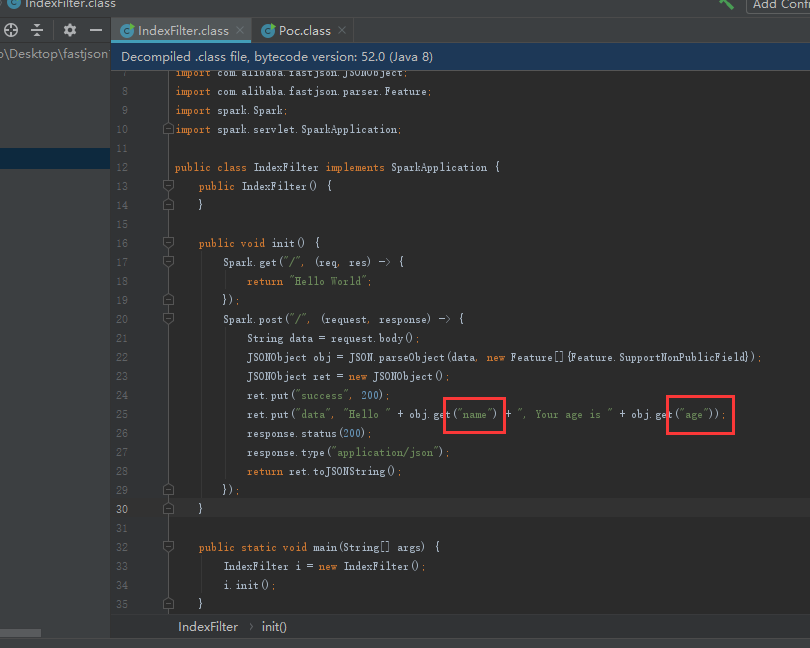 IndexFilter.class
Add Confi
IndexFilter.class
Poc.class
o\Desktop\fastjson
Decompiled .class file, bytecode version: 52.0 (Java 8)
7 import com.alibaba.fastjson.JSONObject;
8 import com.alibaba.fastjson.parser.Feature;
9 import spark.Spark;
10 import spark.servlet.SparkApplication;
11
12 public class IndexFilter implements SparkApplication {
13 public IndexFilter() {
14 }
15
16 public void init() {
17 Spark.get("/", (req, res) -> {
18 return "Hello World";
19 });
20 Spark.post("/", (request, response) -> {
21 String data = request.body();
22 JSONObject obj = JSON.parseObject(data, new Feature[]{Feature.SupportNonPublicField});
23 JSONObject ret = new JSONObject();
24 ret.put("success", 200);
25 ret.put("data", "Hello " + obj.get("name") + ", Your age is " + obj.get("age"));
26 response.status(200);
27 response.type("application/json");
28 return ret.toJSONString();
29 });
30 }
31
32 public static void main(String[] args) {
33 IndexFilter i = new IndexFilter();
34 i.init();
35 }
IndexFilter > init()